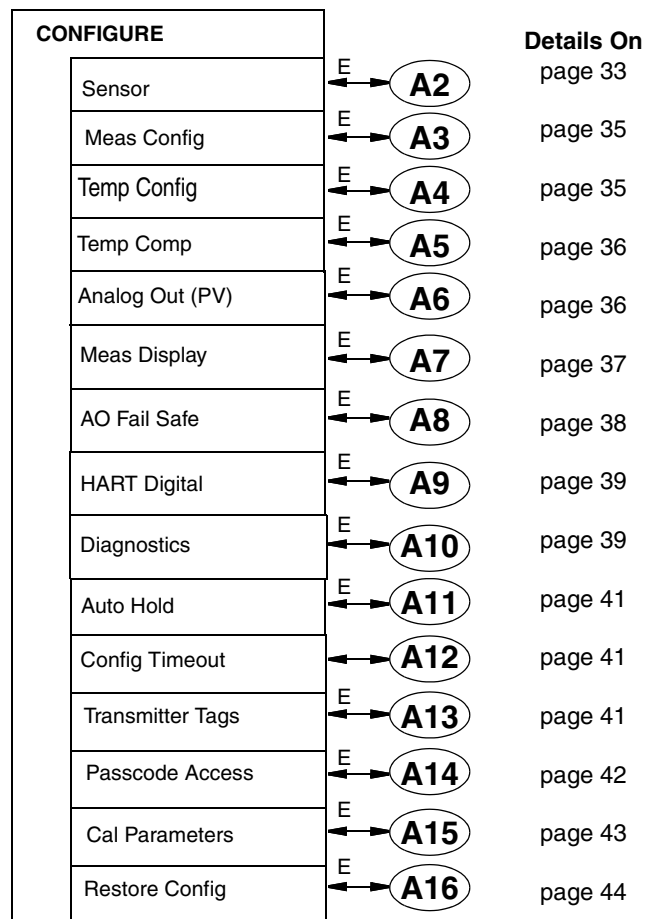 CONFIGURE
Details On
Sensor E A2 page 33
Meas Config E A3 page 35
Temp Config E A4 page 35
Temp Comp E A5 page 36
Analog Out (PV) E A6 page 36
Meas Display E A7 page 37
AO Fail Safe E A8 page 38
HART Digital E A9 page 39
Diagnostics E A10 page 39
Auto Hold E A11 page 41
Config Timeout A12 page 41
Transmitter Tags E A13 page 41
Passcode Access E A14 page 42
Cal Parameters E A15 page 43
Restore Config E A16 page 44